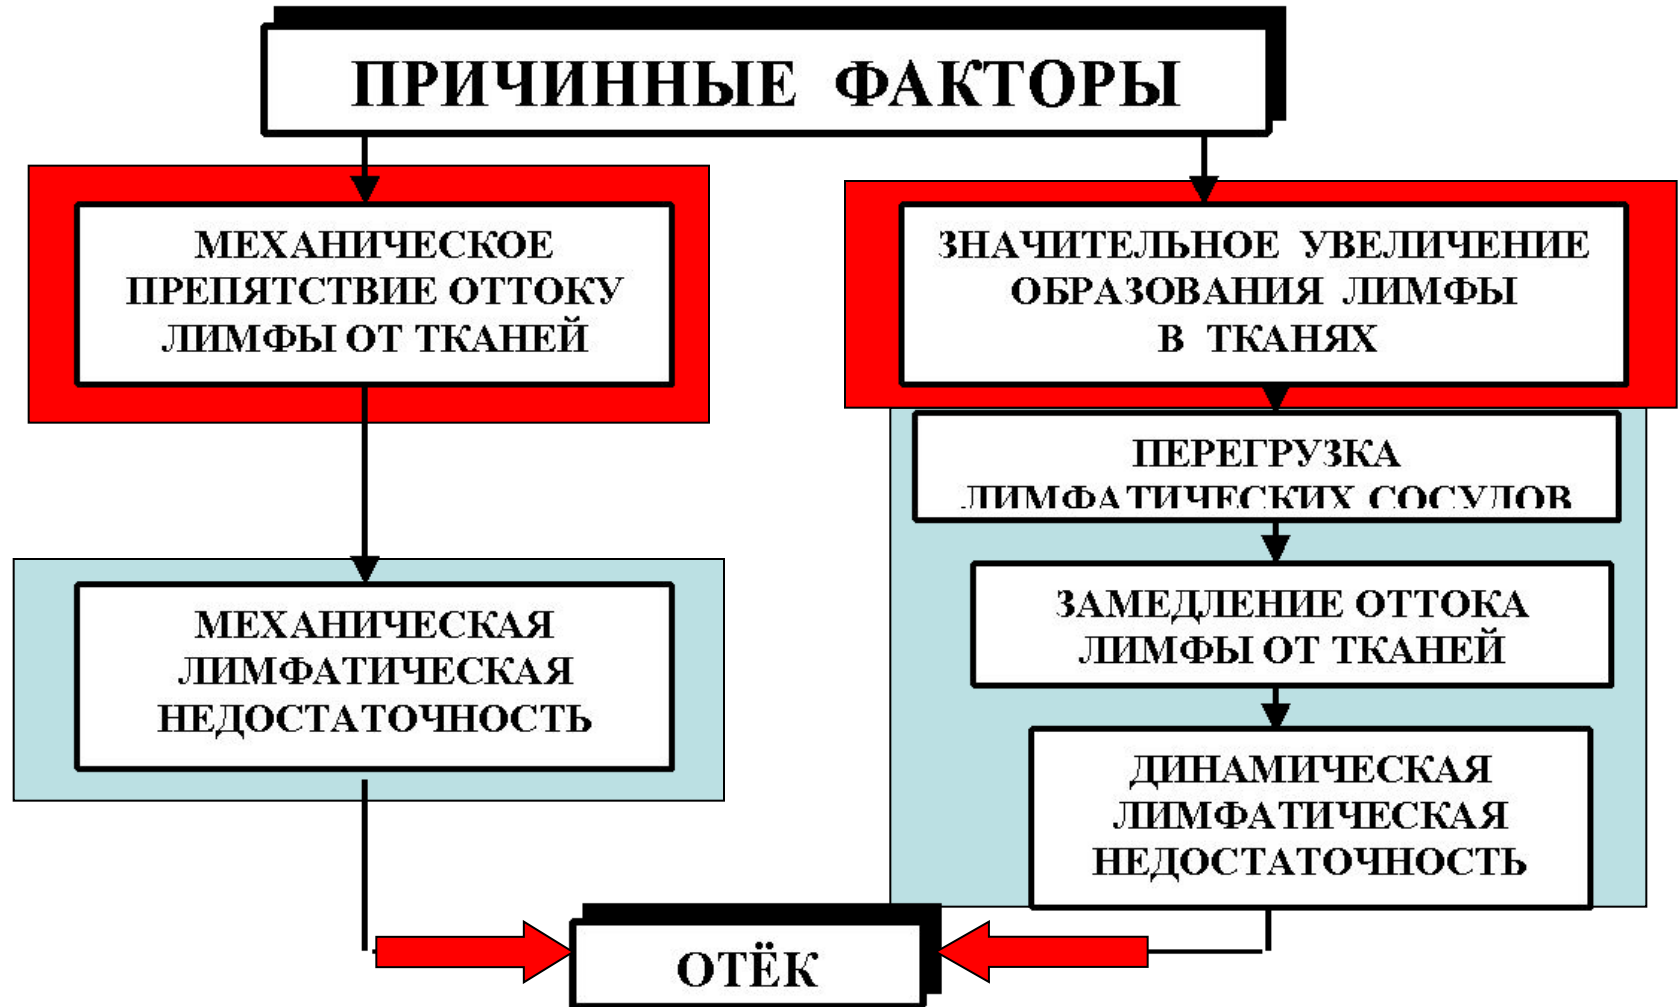 ПРИЧИННЫЕ ФАКТОРЫ
МЕХАНИЧЕСКОЕ
ПРЕПЯТСТВИЕ ОТТОКУ
ЛИМФЫ ОТ ТКАНЕЙ
МЕХАНИЧЕСКАЯ
ЛИМФАТИЧЕСКАЯ
НЕДОСТАТОЧНОСТЬ
ЗНАЧИТЕЛЬНОЕ УВЕЛИЧЕНИЕ
ОБРАЗОВАНИЯ ЛИМФЫ
В ТКАНЯХ
ПЕРЕГРУЗКА
ЛИМФАТИЧЕСКИХ СОСУДОВ
ЗАМЕДЛЕНИЕ ОТТОКА
ЛИМФЫ ОТ ТКАНЕЙ
ДИНАМИЧЕСКАЯ
ЛИМФАТИЧЕСКАЯ
НЕДОСТАТОЧНОСТЬ
ОТЁК